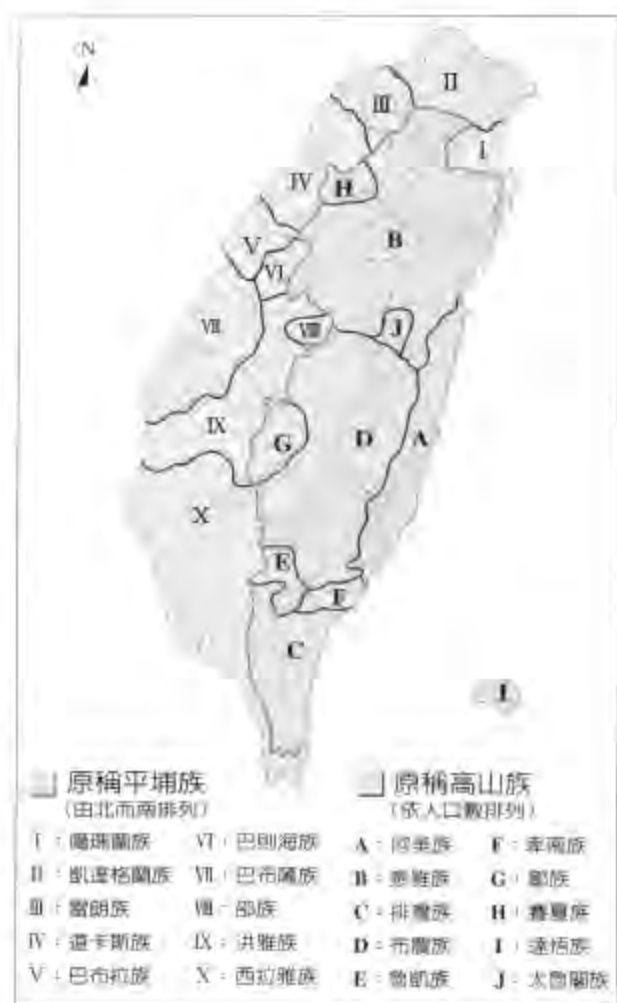 N
II
III
I
IV
H
B
V
VI
VII
VIII
J
IX
G
D
A
X
E
F
C
I
原稱平埔族
(由北而南排列)
I：噶瑪蘭族
II：凱達格蘭族
III：雷朗族
IV：道卡斯族
V：巴布拉族
VI：巴則海族
VII：巴布薩族
VIII：邵族
IX：洪雅族
X：西拉雅族
原稱高山族
(依人口數排列)
A：阿美族
B：泰雅族
C：排灣族
D：布農族
E：魯凱族
F：卑南族
G：鄒族
H：賽夏族
I：達悟族
J：太魯閣族